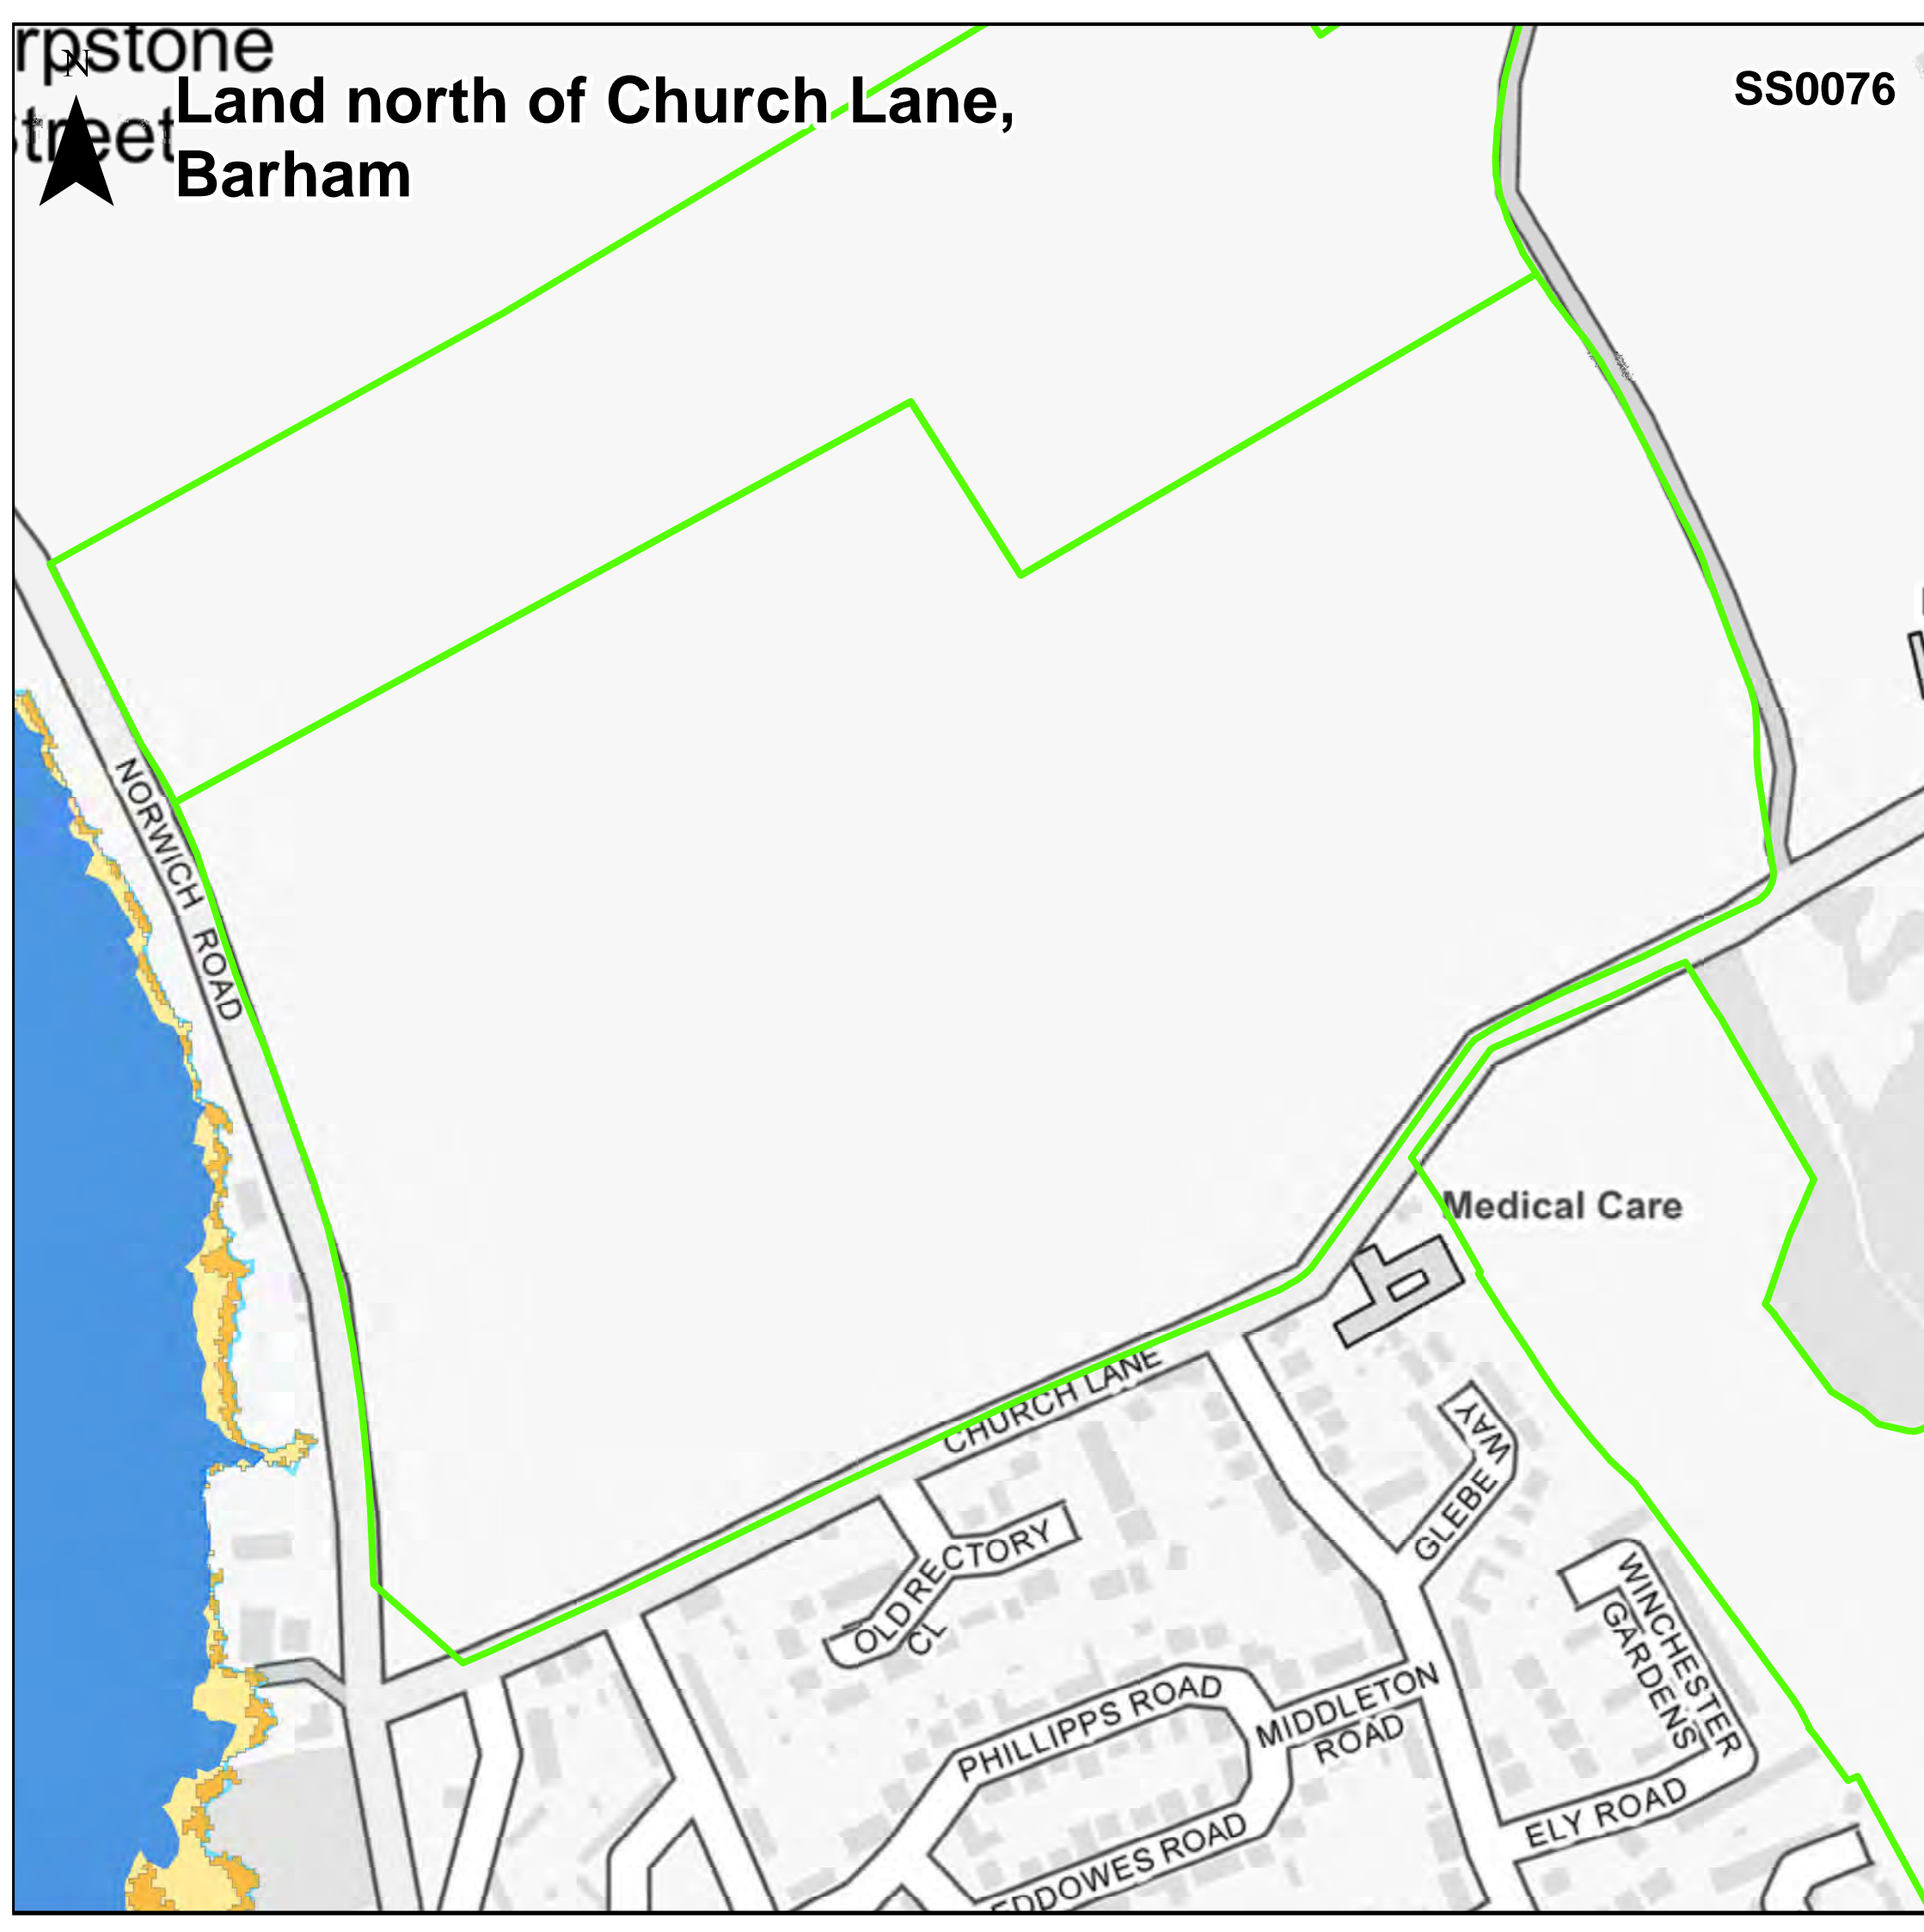 rpstone
treet
N
Land north of Church Lane,
Barham
SS0076
NORWICH ROAD
Medical Care
CHURCH LANE
GLEBE WAY
OLD RECTORY
CL
WINCHESTER
GARDENS
PHILLIPPS ROAD
MIDDLETON
ROAD
ELY ROAD
EDDOWES ROAD